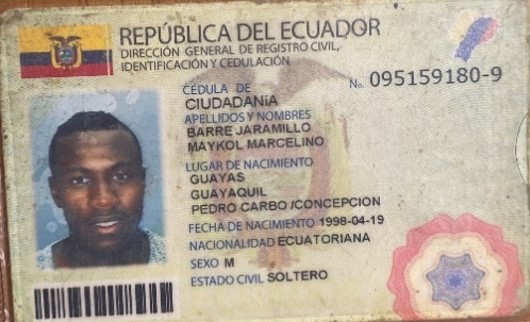 REPÚBLICA DEL ECUADOR
DIRECCIÓN GENERAL DE REGISTRO CIVIL,
IDENTIFICACIÓN Y CEDULACIÓN
CÉDULA DE
No. 095159180-9
CIUDADANIA
APELLIDOS Y NOMBRES
BARRE JARAMILLO
MAYKOL MARCELINO
LUGAR DE NACIMIENTO
GUAYAS
GUAYAQUIL
PEDRO CARBO /CONCEPCION
FECHA DE NACIMIENTO 1998-04-19
NACIONALIDAD ECUATORIANA
SEXO M
ESTADO CIVIL SOLTERO